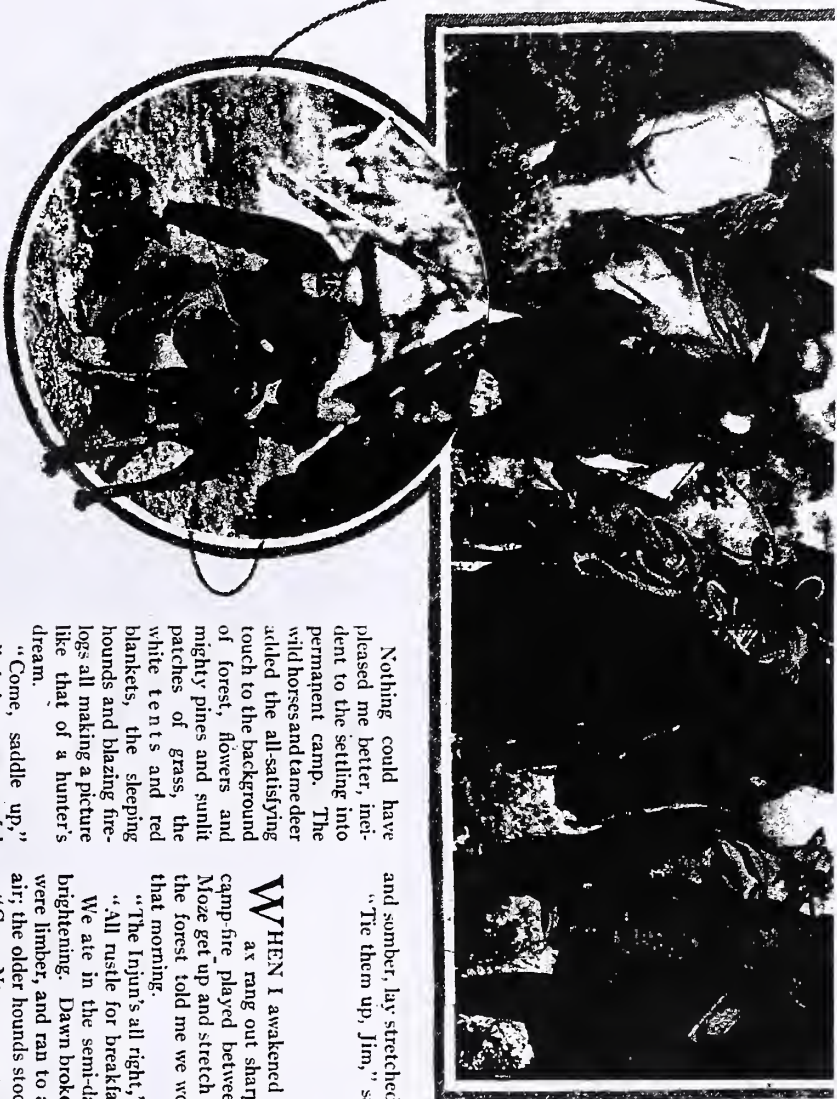 Nothing could have
pleased me better, inci-
dent to the settling into
permanent camp. The
wild horses and tame deer
added the all-satisfying
touch to the background
of forest, flowers and
mighty pines and sunlit
patches of grass, the
white tents and red
blankets, the sleeping
hounds and blazing fire-
logs all making a picture
like that of a hunter's
dream.
"Come, saddle up,"
and somber, lay stretched
"Tie them up, Jim,"
WHEN I awakened
ax rang out sharp
camp-fire played between
Moze get up and stretch
the forest told me we
that morning.
"The Injun's all right,"
"All rustle for breakfa
We ate in the semi-da
brightening. Dawn broke
were limber, and ran to a
air; the older hounds stoo